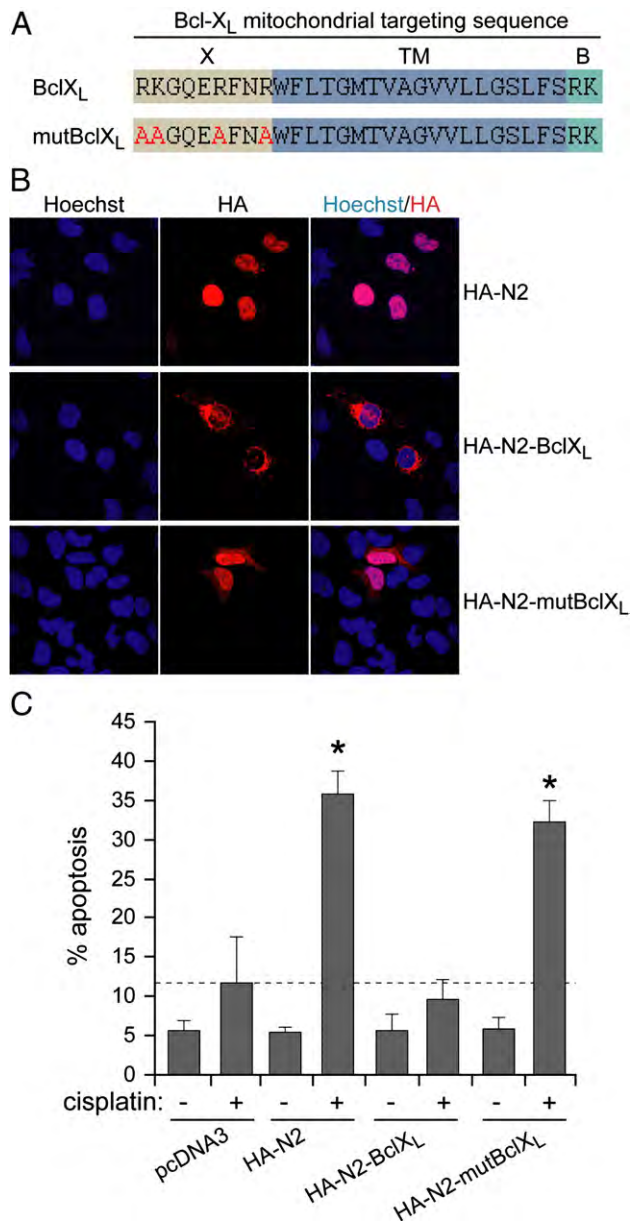 A
Bcl-XL mitochondrial targeting sequence
X TM B
BclXL RKGQERFNRWFLTGMTVAGVVLLGSLFSRK
mutBclXL AAGQEAFNAWFLTGMTVAGVVLLGSLFSRK
B
Hoechst HA Hoechst/HA
HA-N2
HA-N2-BclXL
HA-N2-mutBclXL
C
% apoptosis
45
40
35
30
25
20
15
10
5
0
* *
cisplatin: - + - + - + - +
pcDNA3 HA-N2 HA-N2-BclXL HA-N2-mutBclXL